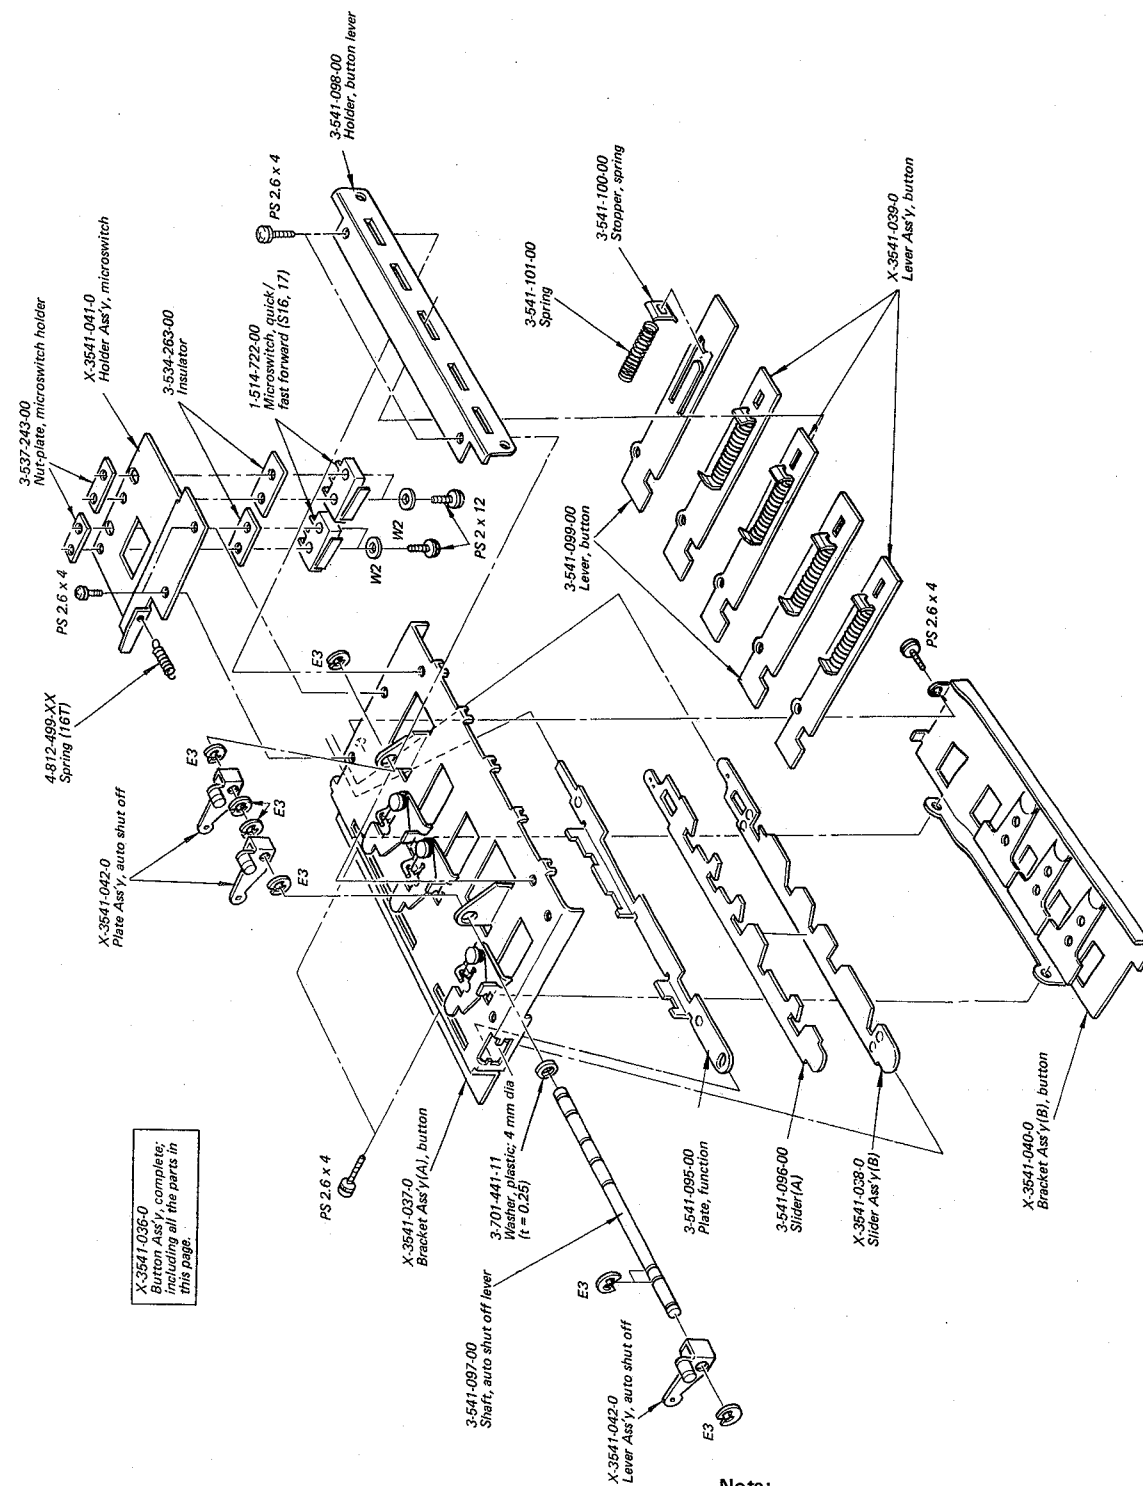 3-537-243-00
Nut-plate, microswitch holder
X-3541-041-0
Holder Ass'y, microswitch
3-534-263-00
Insulator
1-514-722-00
Microswitch, quick/
fast forward (S16, 17)
PS 2.6 x 4
3-541-098-00
Holder, button lever
PS 2.6 x 4
W2
W2
PS 2 x 12
4-812-499-XX
Spring (16T)
E3
E3
E3
E3
X-3541-042-0
Plate Ass'y, auto shut off
3-541-101-00
Spring
3-541-100-00
Stopper, spring
X-3541-039-0
Lever Ass'y, button
3-541-099-00
Lever, button
PS 2.6 x 4
X-3541-036-0
Button Ass'y, complete;
including all the parts in
this page.
PS 2.6 x 4
X-3541-037-0
Bracket Ass'y(A), button
3-701-441-11
Washer, plastic; 4 mm dia
(t = 0.25)
3-541-097-00
Shaft, auto shut off lever
E3
X-3541-042-0
Lever Ass'y, auto shut off
E3
3-541-095-00
Plate, function
3-541-096-00
Slider(A)
X-3541-038-0
Slider Ass'y(B)
X-3541-040-0
Bracket Ass'y(B), button
Note: